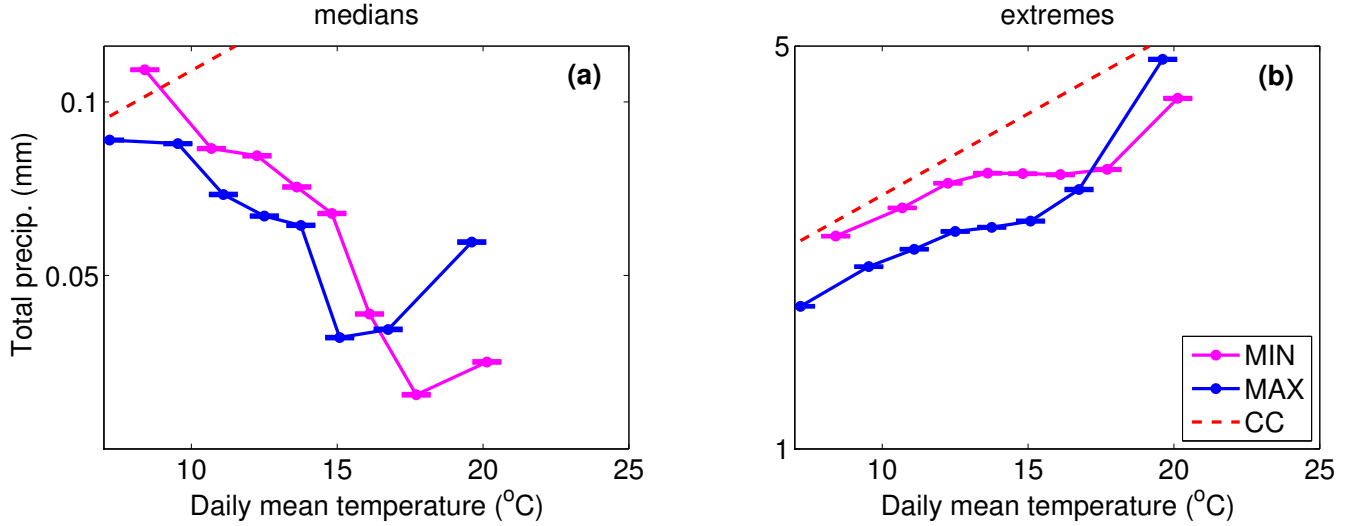 medians
(a)
0.1
0.05
Total precip. (mm)
10
15
20
25
Daily mean temperature (°C)
extremes
(b)
5
1
10
15
20
25
Daily mean temperature (°C)
MIN
MAX
CC